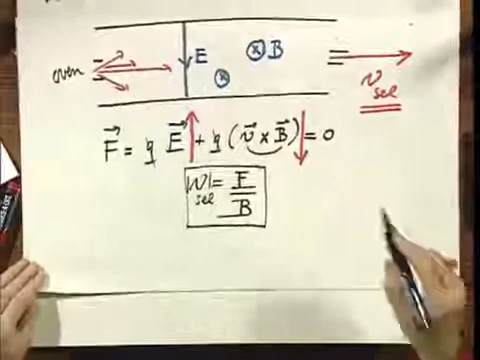 oven E B
v sel
F⃗ = q E⃗ + q (v⃗ × B⃗) = 0
|v| sel = E / B